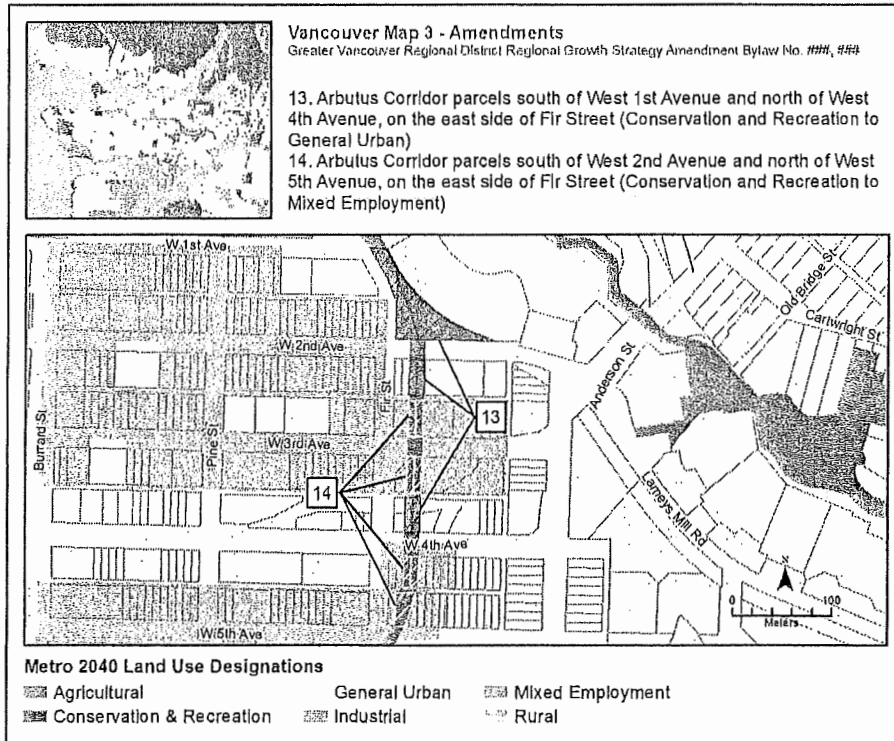 Vancouver Map 3 - Amendments
Greater Vancouver Regional District Regional Growth Strategy Amendment Bylaw No. ###, ###
13. Arbutus Corridor parcels south of West 1st Avenue and north of West
4th Avenue, on the east side of Fir Street (Conservation and Recreation to
General Urban)
14. Arbutus Corridor parcels south of West 2nd Avenue and north of West
5th Avenue, on the east side of Fir Street (Conservation and Recreation to
Mixed Employment)
W 1st Ave
Old Bridge St
Cartwright St
W 2nd Ave
Anderson St
Fir St
13
Burrard St
Pine St
W 3rd Ave
14
Lameys Mill Rd
W 4th Ave
N
0 100
Meters
W 5th Ave
Metro 2040 Land Use Designations
Agricultural General Urban Mixed Employment
Conservation & Recreation Industrial Rural